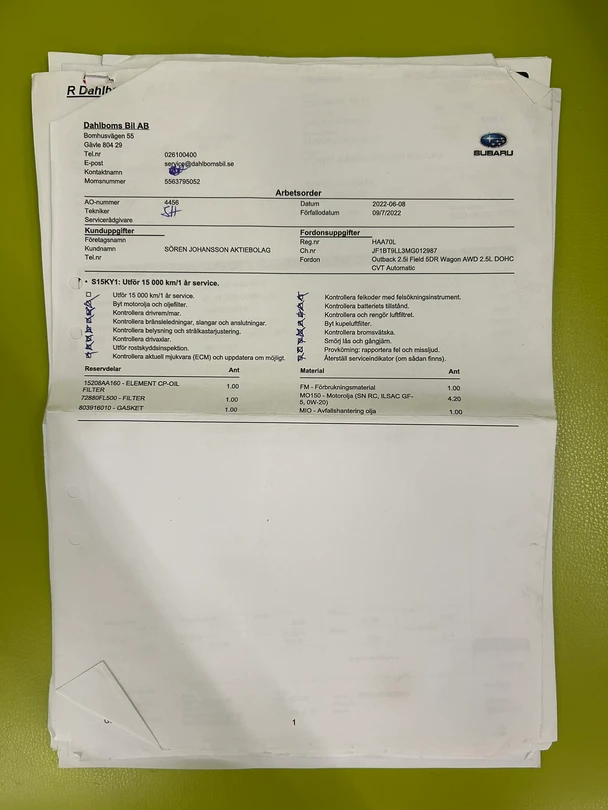 R Dahlb
Dahlboms Bil AB
Bomhusvägen 55
Gävle 804 29
Tel.nr 026100400
E-post service@dahlbomsbil.se
Kontaktnamn
Momsnummer 5563795052
SUBARU
Arbetsorder
AO-nummer 4456 Datum 2022-06-08
Tekniker SH Förfallodatum 09/7/2022
Servicerådgivare
Kunduppgifter Fordonsuppgifter
Företagsnamn Reg.nr HAA70L
Kundnamn SÖREN JOHANSSON AKTIEBOLAG Ch.nr JF1BT9LL3MG012987
Tel.nr Fordon Outback 2.5i Field 5DR Wagon AWD 2.5L DOHC
CVT Automatic
• S15KY1: Utför 15 000 km/1 år service.
Utför 15 000 km/1 år service. Kontrollera felkoder med felsökningsinstrument.
Byt motorolja och oljefilter. Kontrollera batteriets tillstånd.
Kontrollera drivrem/mar. Kontrollera och rengör luftfiltret.
Kontrollera bränsleledningar, slangar och anslutningar. Byt kupeluftfilter.
Kontrollera belysning och strålkastarjustering. Kontrollera bromsvätska.
Kontrollera drivaxlar. Smörj lås och gångjärn.
Utför rostskyddsinspektion. Provkörning: rapportera fel och missljud.
Kontrollera aktuell mjukvara (ECM) och uppdatera om möjligt. Återställ serviceindikator (om sådan finns).
Reservdelar Ant Material Ant
15208AA160 - ELEMENT CP-OIL FILTER 1.00 FM - Förbrukningsmaterial 1.00
72880FL500 - FILTER 1.00 MO150 - Motorolja (SN RC, ILSAC GF-5, 0W-20) 4.20
803916010 - GASKET 1.00 MIO - Avfallshantering olja 1.00
1